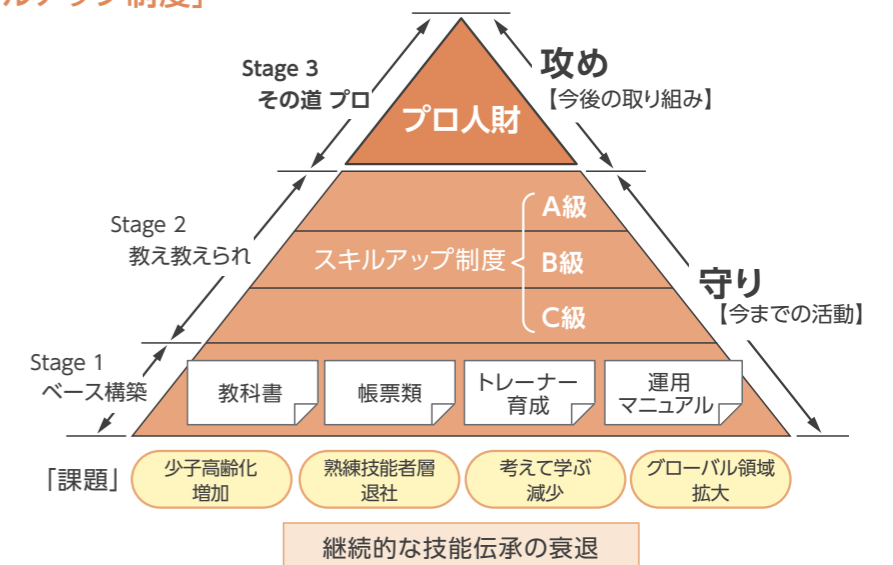 ルアップ制度」
Stage 3
その道 プロ
プロ人財
攻め
【今後の取り組み】
Stage 2
教え教えられ
スキルアップ制度
A級
B級
C級
守り
【今までの活動】
Stage 1
ベース構築
教科書
帳票類
トレーナー
育成
運用
マニュアル
「課題」
少子高齢化
増加
熟練技能者層
退社
考えて学ぶ
減少
グローバル領域
拡大
継続的な技能伝承の衰退